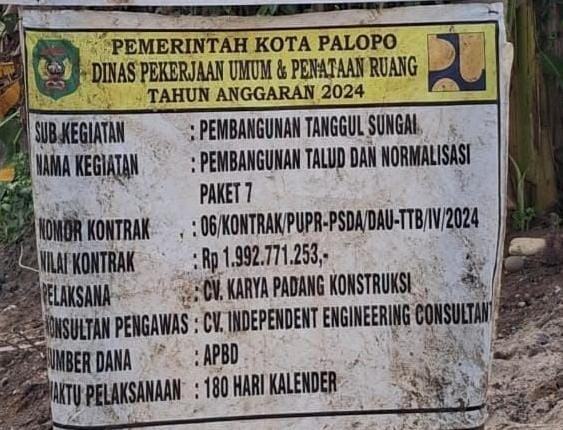 PEMERINTAH KOTA PALOPO
DINAS PEKERJAAN UMUM & PENATAAN RUANG
TAHUN ANGGARAN 2024
SUB KEGIATAN : PEMBANGUNAN TANGGUL SUNGAI
NAMA KEGIATAN : PEMBANGUNAN TALUD DAN NORMALISASI
PAKET 7
NOMOR KONTRAK : 06/KONTRAK/PUPR-PSDA/DAU-TTB/IV/2024
NILAI KONTRAK : Rp 1.992.771.253,-
PELAKSANA : CV. KARYA PADANG KONSTRUKSI
KONSULTAN PENGAWAS : CV. INDEPENDENT ENGINEERING CONSULTANT
SUMBER DANA : APBD
WAKTU PELAKSANAAN : 180 HARI KALENDER